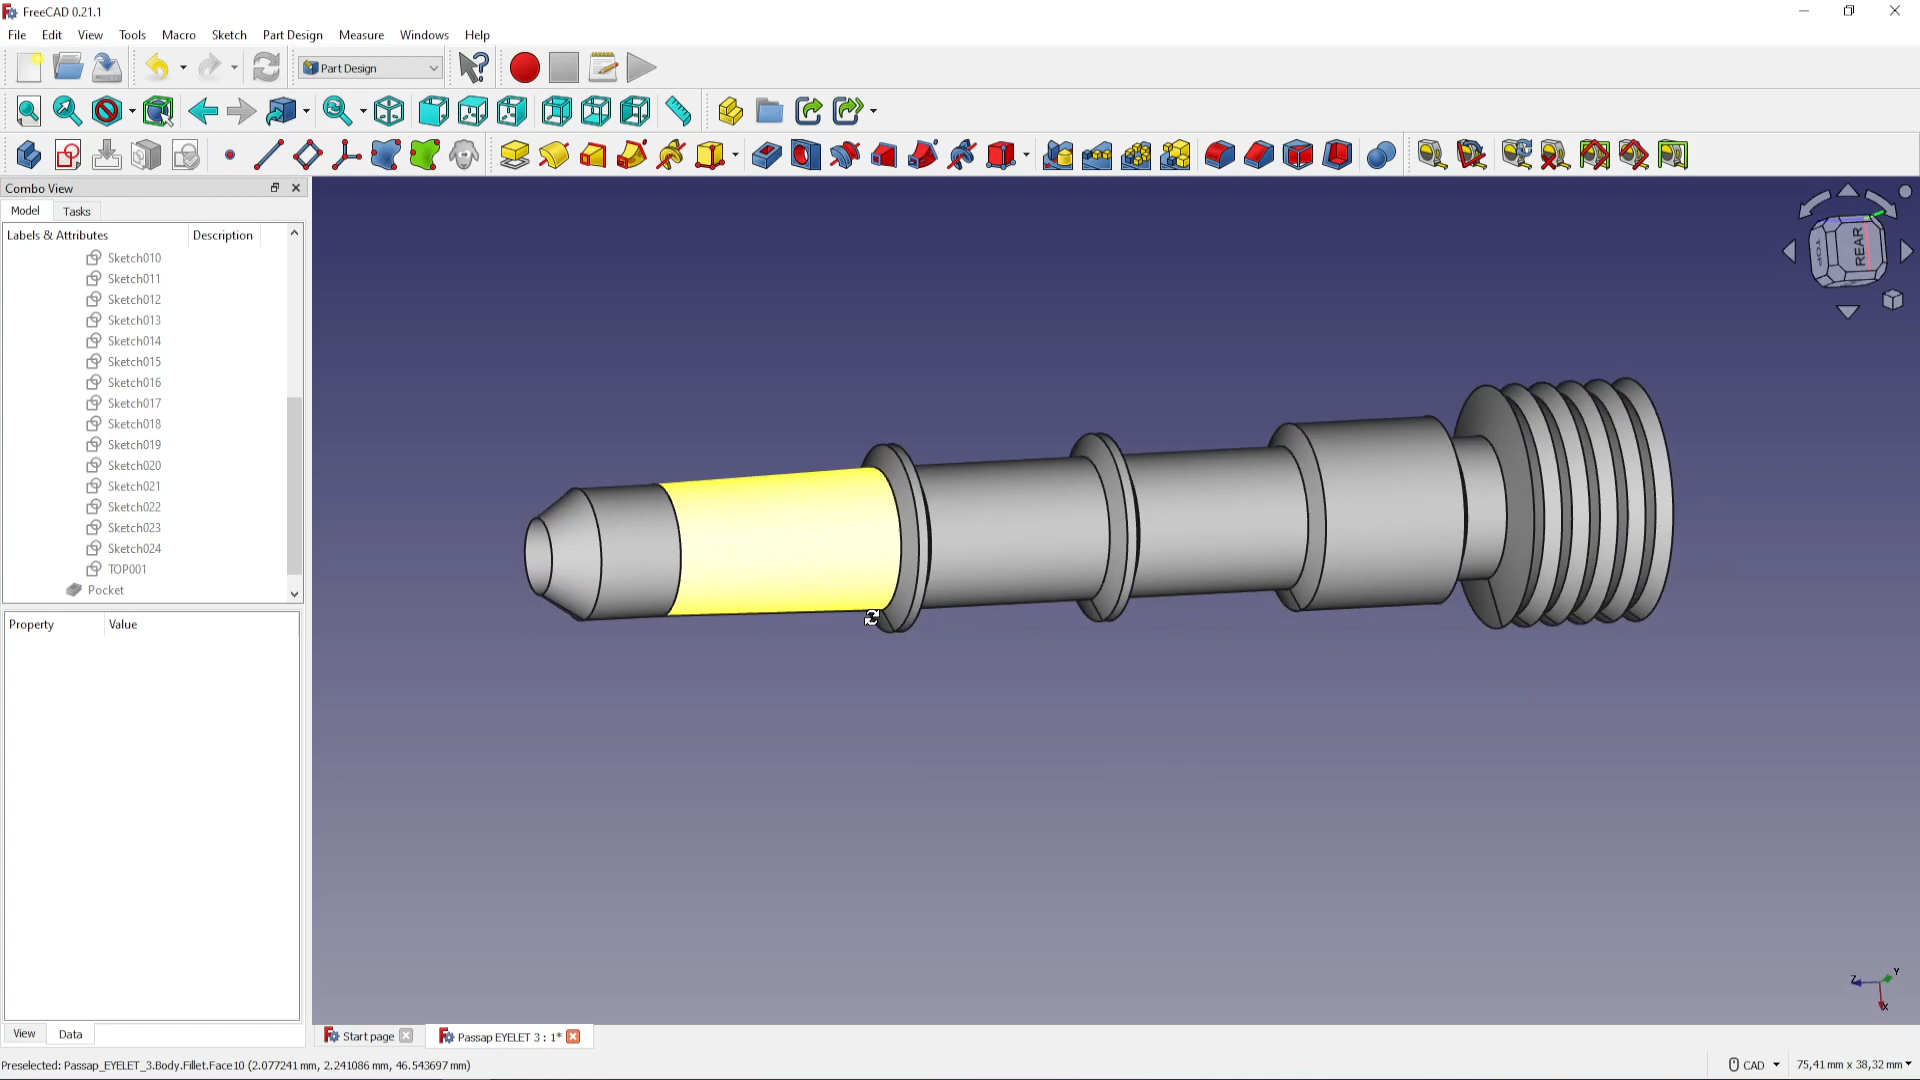 FreeCAD 0.21.1
File Edit View Tools Macro Sketch Part Design Measure Windows Help
Part Design
Combo View
Model Tasks
Labels & Attributes Description
Sketch010
Sketch011
Sketch012
Sketch013
Sketch014
Sketch015
Sketch016
Sketch017
Sketch018
Sketch019
Sketch020
Sketch021
Sketch022
Sketch023
Sketch024
TOP001
Pocket
Property Value
TOP REAR
Z Y X
View Data
Start page Passap EYELET 3 : 1*
Preselected: Passap_EYELET_3.Body.Fillet.Face10 (2.077241 mm, 2.241086 mm, 46.543697 mm)
CAD 75,41 mm x 38,32 mm